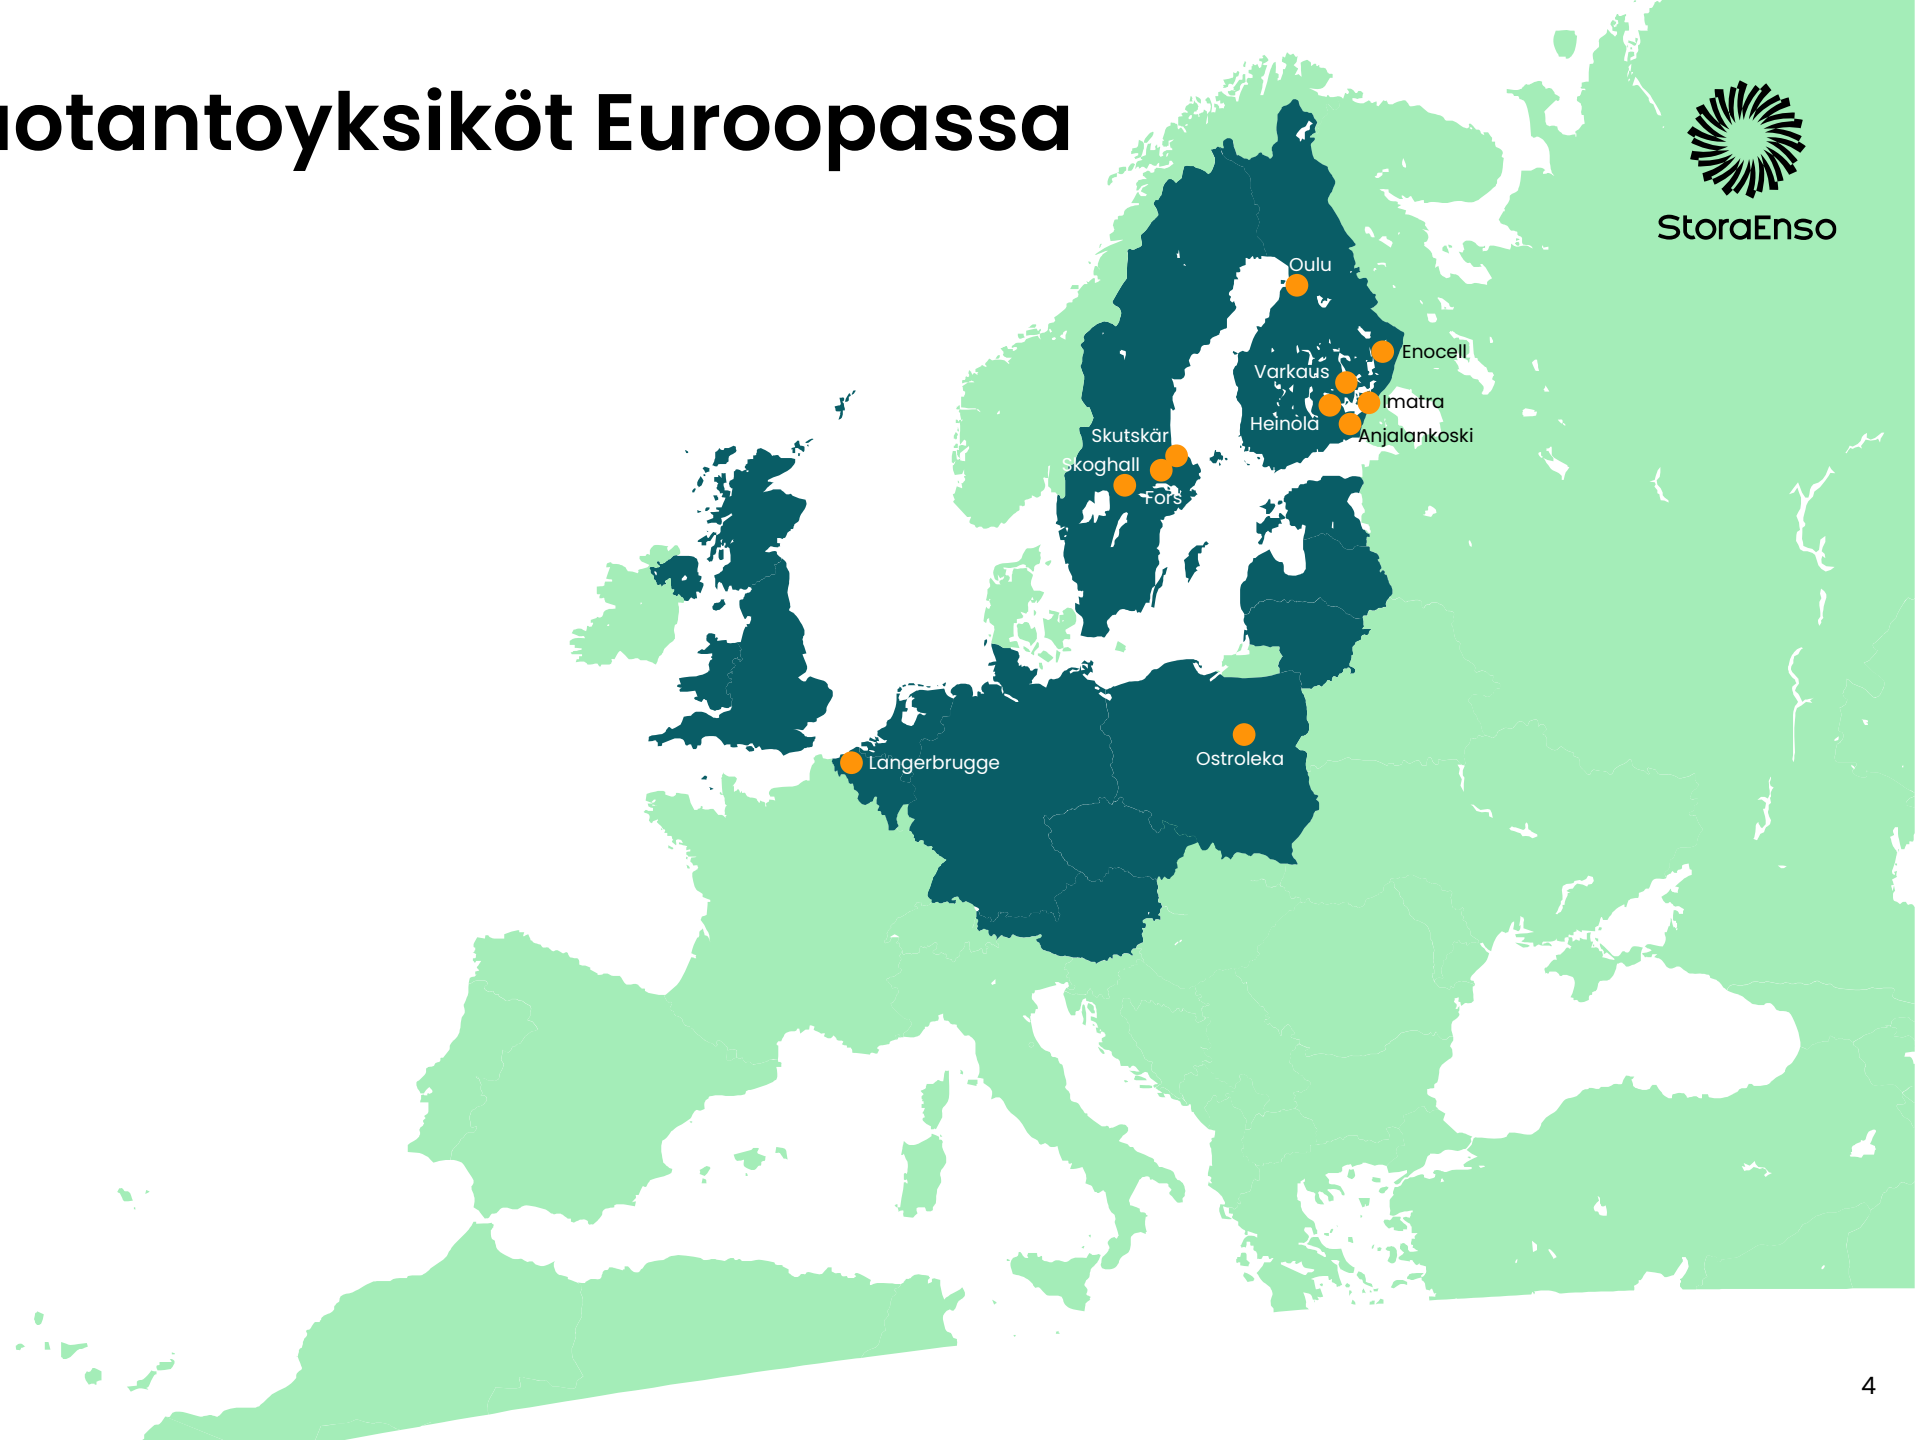 uotantoyksiköt Euroopassa
StoraEnso
Oulu
Enocell
Varkaus
Imatra
Heinola
Anjalankoski
Skutskär
Skoghall
Fors
Ostroleka
Langerbrugge
4